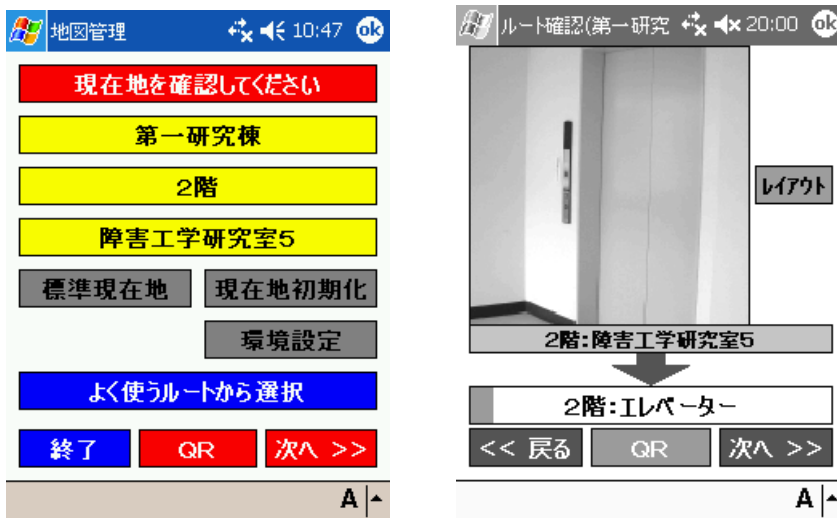 地図管理 10:47 ok
現在地を確認してください
第一研究棟
2階
障害工学研究室5
標準現在地 現在地初期化
環境設定
よく使うルートから選択
終了 QR 次へ >>
A
ルート確認(第一研究 20:00 ok
レイアウト
2階:障害工学研究室5
2階:エレベーター
<< 戻る QR 次へ >>
A